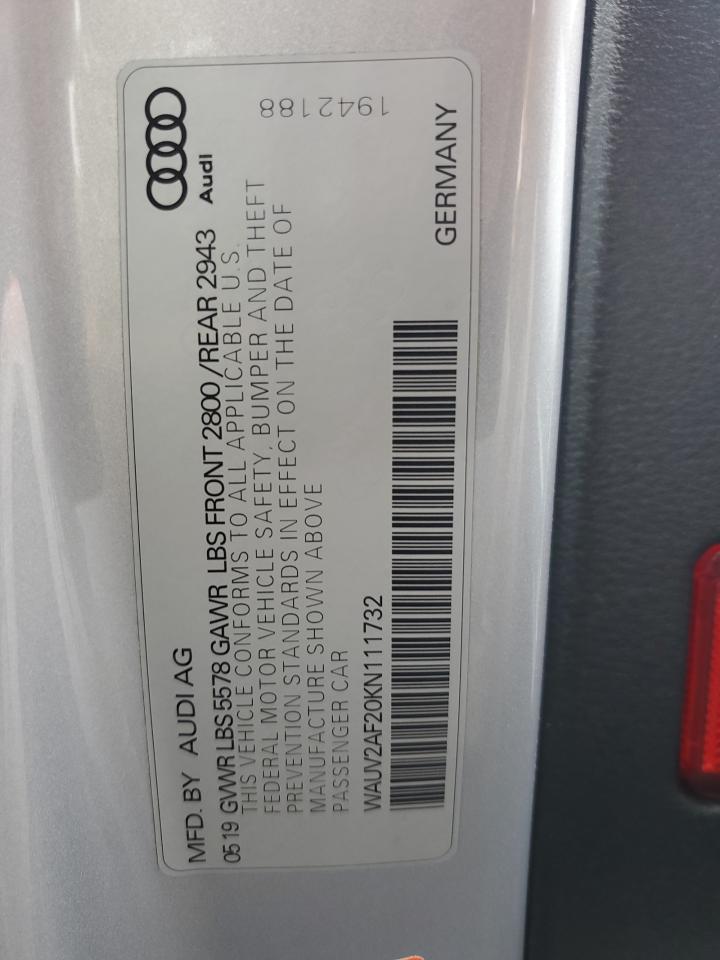 MFD. BY AUDI AG
Audi
05 19 GVWR LBS 5578 GAWR LBS FRONT 2800 /REAR 2943
THIS VEHICLE CONFORMS TO ALL APPLICABLE U.S.
FEDERAL MOTOR VEHICLE SAFETY, BUMPER AND THEFT
PREVENTION STANDARDS IN EFFECT ON THE DATE OF
MANUFACTURE SHOWN ABOVE
PASSENGER CAR
1942188
WAUV2AF20KN111732
GERMANY